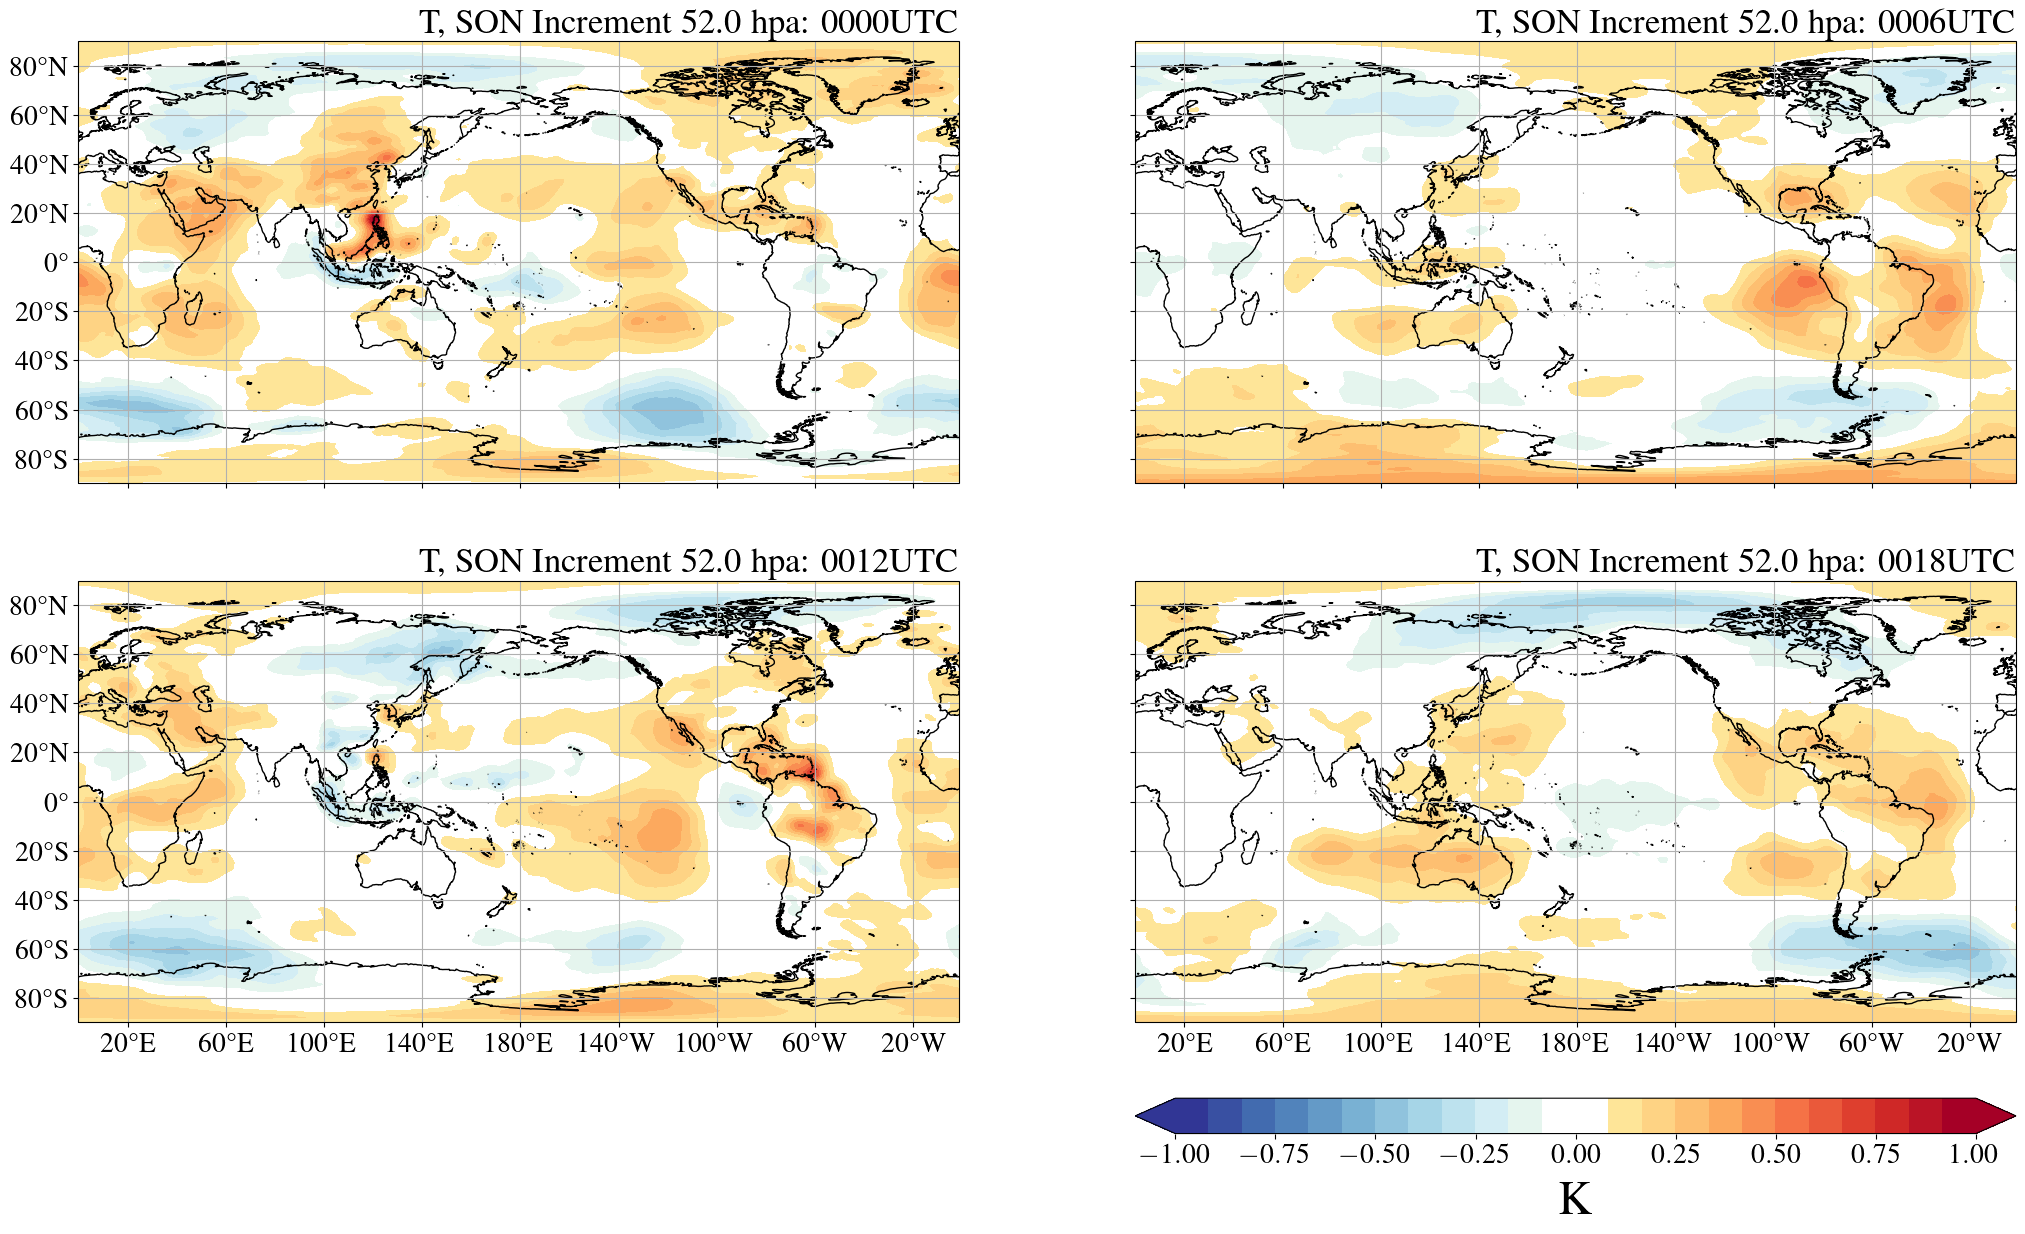 T, SON Increment 52.0 hpa: 0000UTC
T, SON Increment 52.0 hpa: 0006UTC
80°N
60°N
40°N
20°N
0°
20°S
40°S
60°S
80°S
T, SON Increment 52.0 hpa: 0012UTC
T, SON Increment 52.0 hpa: 0018UTC
80°N
60°N
40°N
20°N
0°
20°S
40°S
60°S
80°S
20°E 60°E 100°E 140°E 180°E 140°W 100°W 60°W 20°W
20°E 60°E 100°E 140°E 180°E 140°W 100°W 60°W 20°W
−1.00 −0.75 −0.50 −0.25 0.00 0.25 0.50 0.75 1.00
K